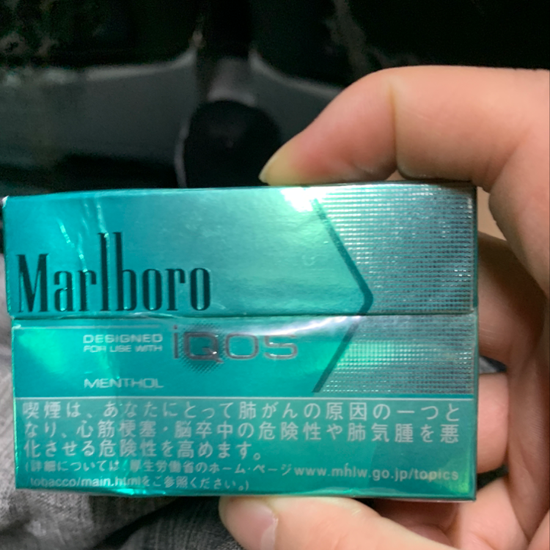 Marlboro
DESIGNED
FOR USE WITH
iQOS
MENTHOL
喫煙は、あなたにとって肺がんの原因の一つと
なり、心筋梗塞・脳卒中の危険性や肺気腫を悪
化させる危険性を高めます。
(詳細については厚生労働省のホーム・ページwww.mhlw.go.jp/topics
tobacco/main.htmlをご参照ください。)